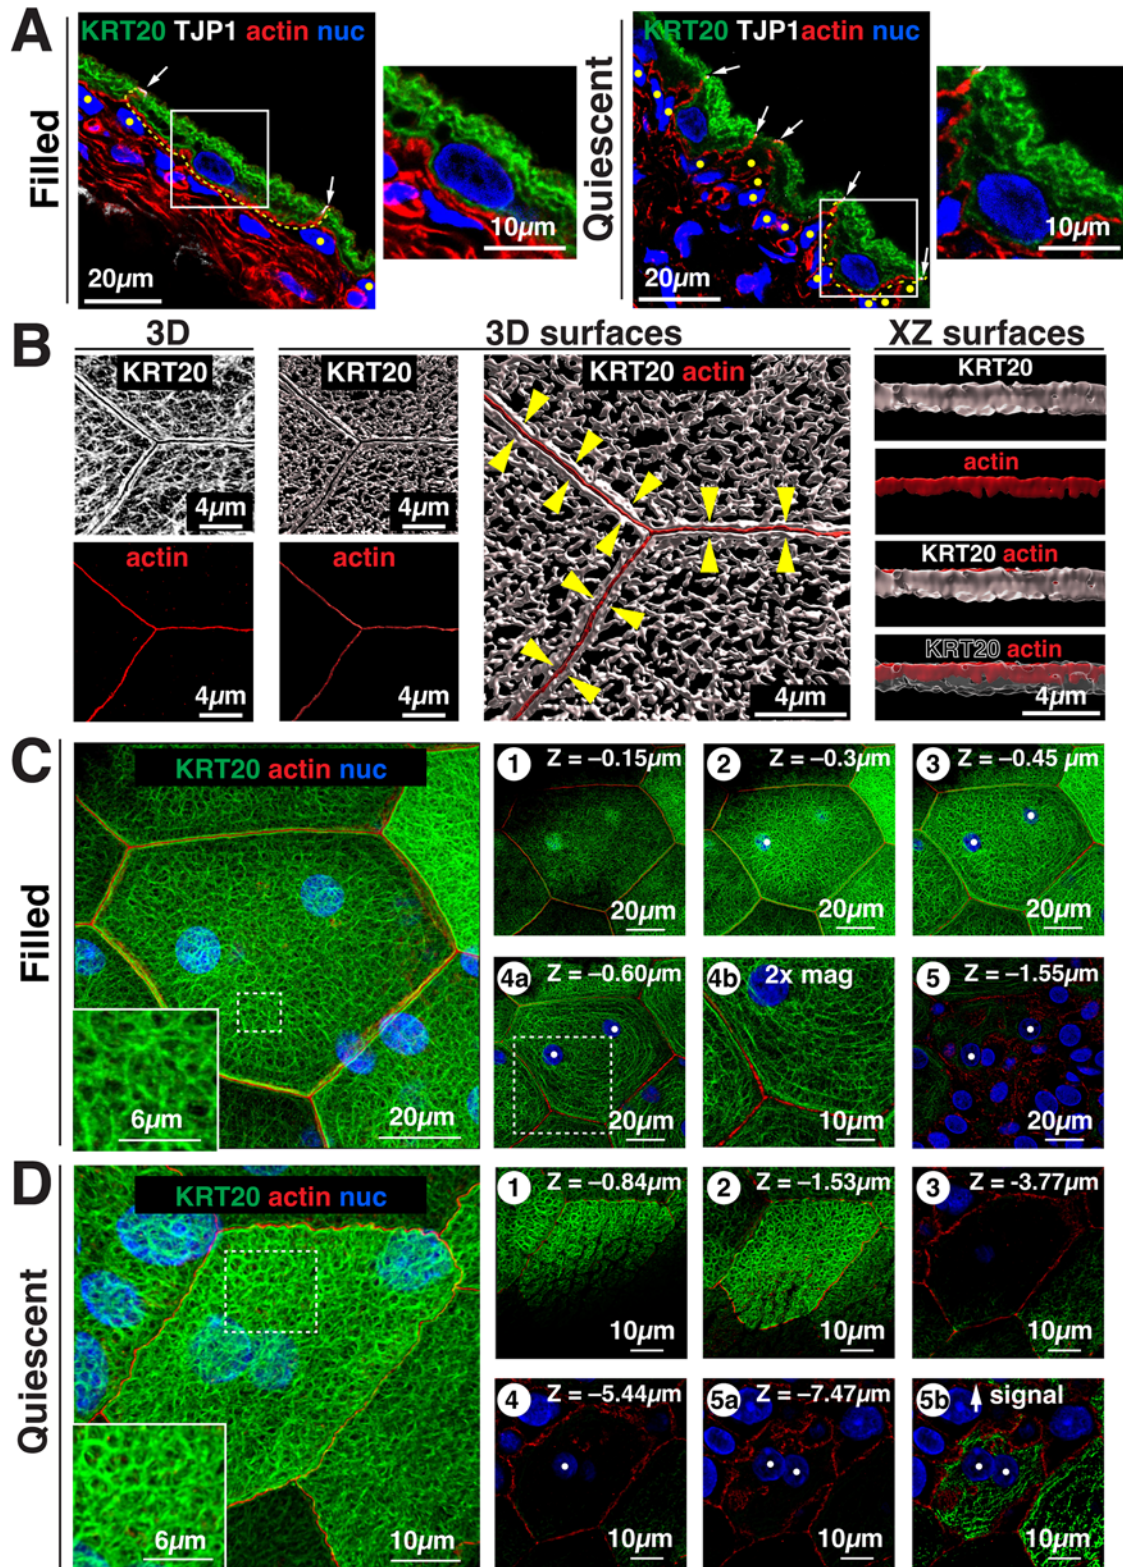 A
Filled
KRT20 TJP1 actin nuc
20µm
10µm
Quiescent
KRT20 TJP1actin nuc
20µm
10µm
B
3D
3D surfaces
XZ surfaces
KRT20
4µm
KRT20
4µm
KRT20 actin
4µm
KRT20
actin
KRT20 actin
KRT20 actin
4µm
actin
4µm
actin
4µm
C
Filled
KRT20 actin nuc
6µm
20µm
1 Z = –0.15µm
20µm
2 Z = –0.3µm
20µm
3 Z = –0.45 µm
20µm
4a Z = –0.60µm
20µm
4b 2x mag
10µm
5 Z = –1.55µm
20µm
D
Quiescent
KRT20 actin nuc
6µm
10µm
1 Z = –0.84µm
10µm
2 Z = –1.53µm
10µm
3 Z = -3.77µm
10µm
4 Z = –5.44µm
10µm
5a Z = –7.47µm
10µm
5b signal
10µm